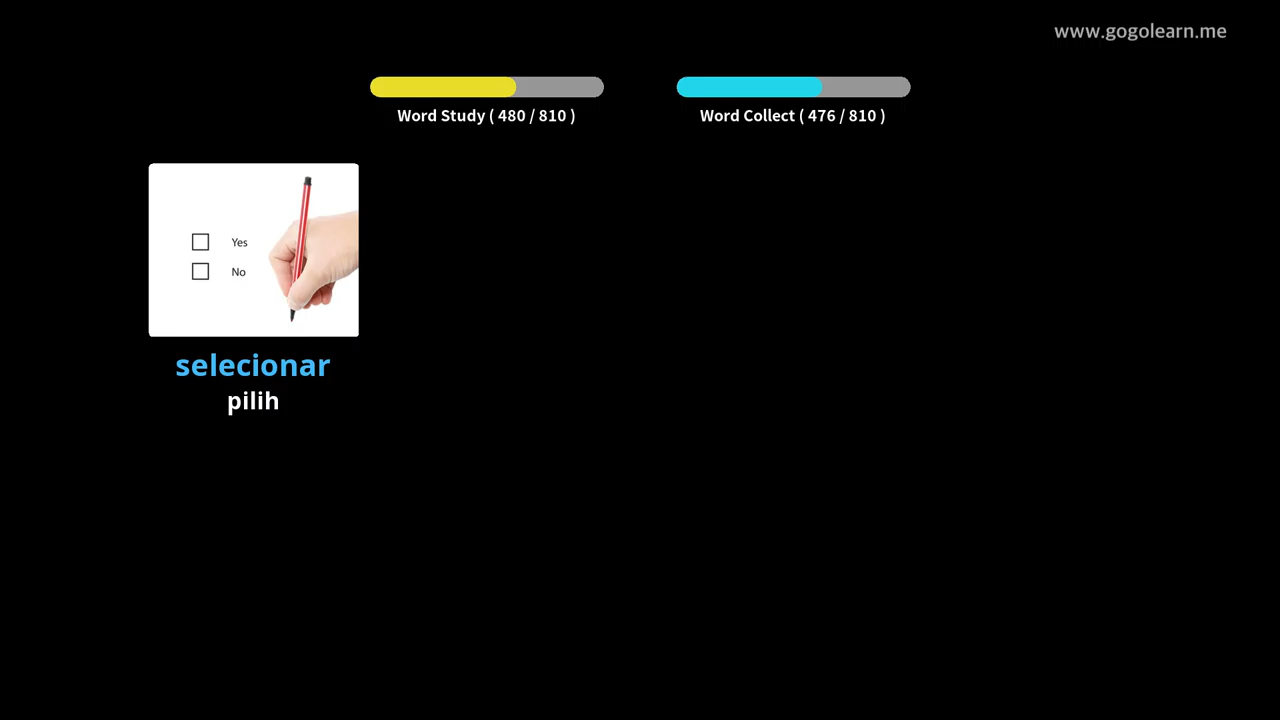 www.gogolearn.me
Word Study ( 480 / 810 )
Word Collect ( 476 / 810 )
Yes
No
selecionar
pilih